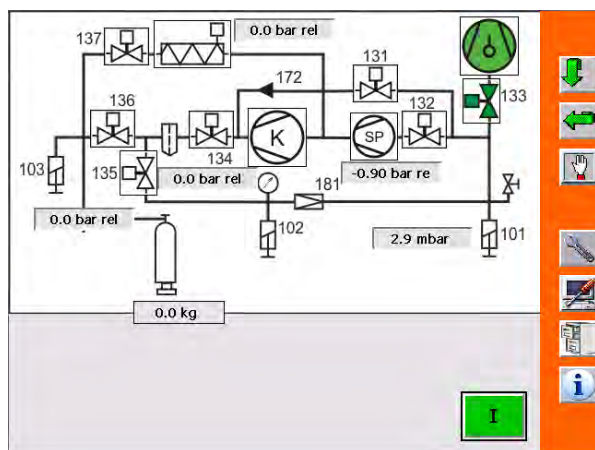 137
0.0 bar rel
131
172
133
136
132
K
SP
134
103
135
0.0 bar rel
-0.90 bar re
181
0.0 bar rel
102
2.9 mbar
101
0.0 kg
I
i